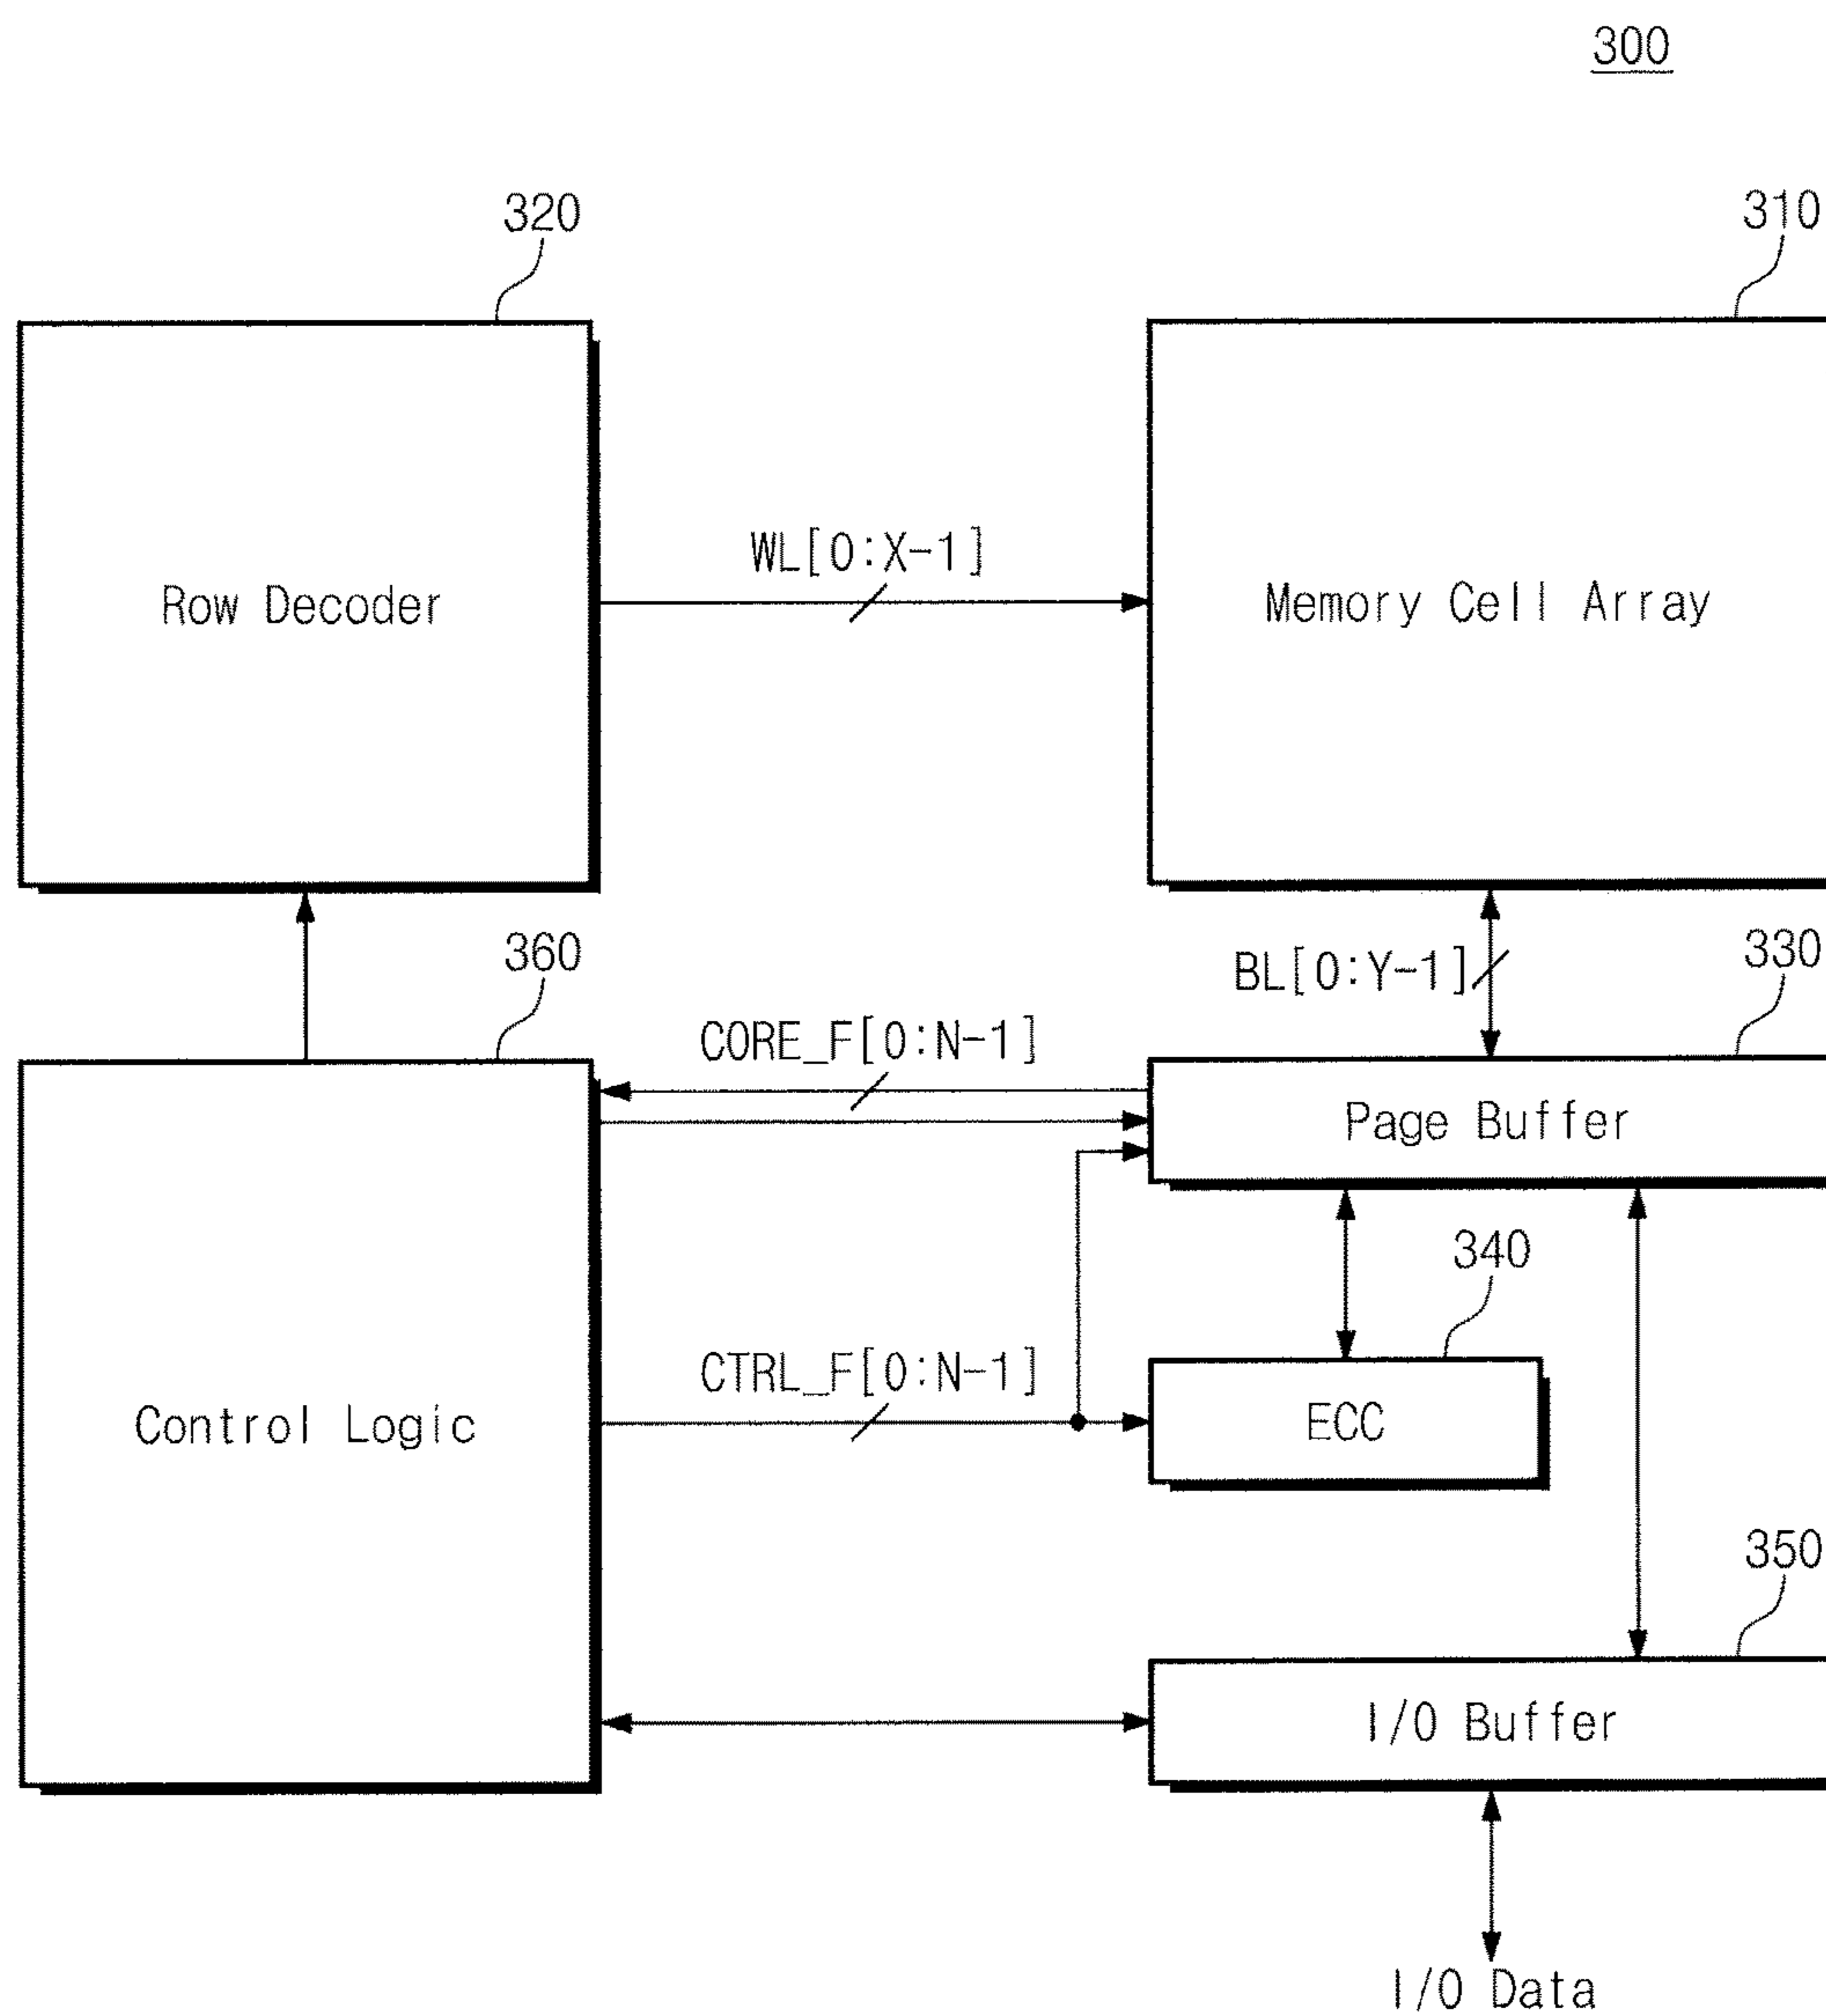 300
320
310
Row Decoder
WL[0:X-1]
Memory Cell Array
360
BL[0:Y-1]
330
CORE_F[0:N-1]
Page Buffer
340
CTRL_F[0:N-1]
Control Logic
ECC
350
I/O Buffer
I/O Data